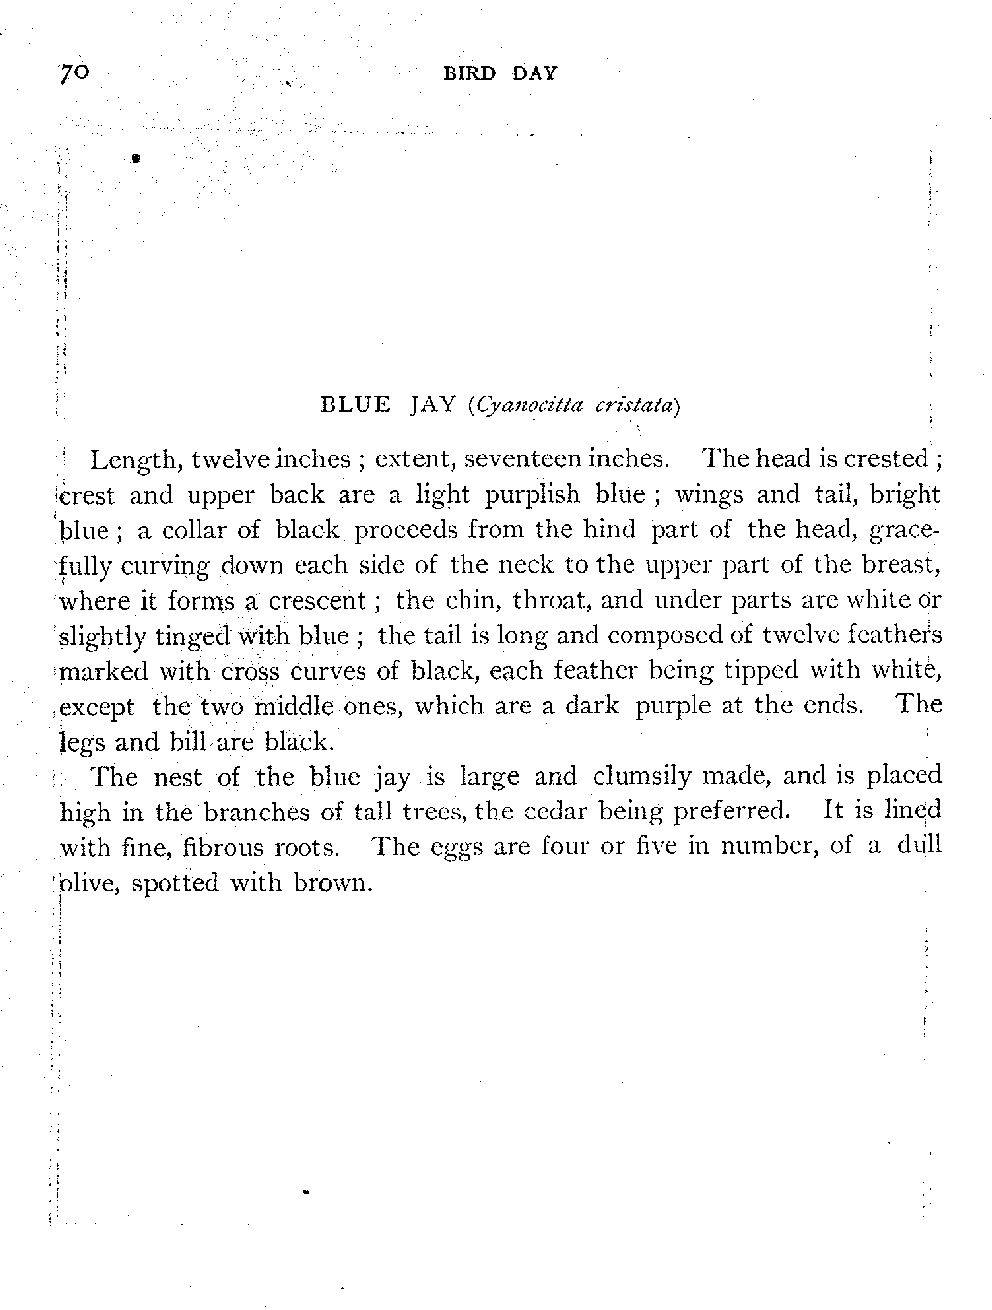 70 BIRD DAY
BLUE JAY (Cyanocitta cristata)
Length, twelve inches ; extent, seventeen inches. The head is crested ;
crest and upper back are a light purplish blue ; wings and tail, bright
blue ; a collar of black proceeds from the hind part of the head, grace-
fully curving down each side of the neck to the upper part of the breast,
where it forms a crescent ; the chin, throat, and under parts are white or
slightly tinged with blue ; the tail is long and composed of twelve feathers
marked with cross curves of black, each feather being tipped with white,
except the two middle ones, which are a dark purple at the ends. The
legs and bill are black.
The nest of the blue jay is large and clumsily made, and is placed
high in the branches of tall trees, the cedar being preferred. It is lined
with fine, fibrous roots. The eggs are four or five in number, of a dull
olive, spotted with brown.